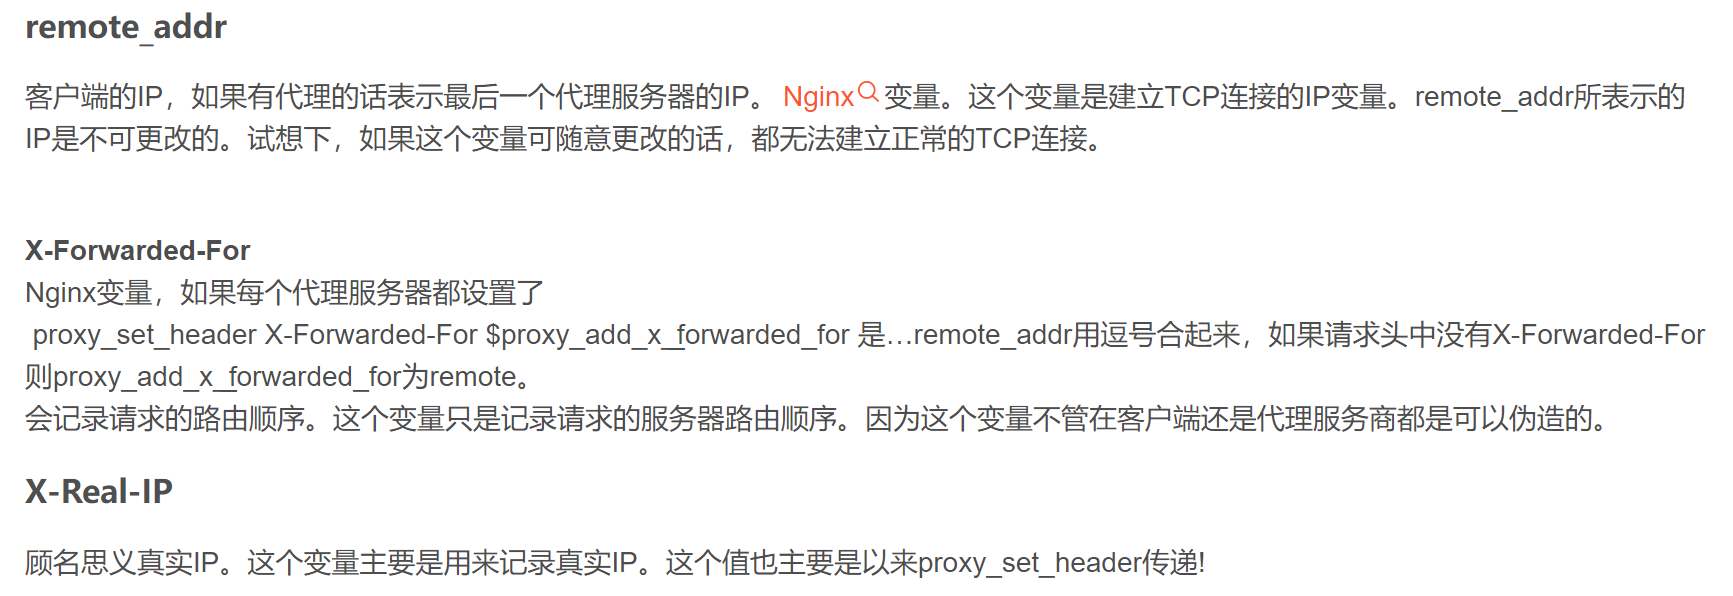 remote_addr
客户端的IP，如果有代理的话表示最后一个代理服务器的IP。 Nginx变量。这个变量是建立TCP连接的IP变量。remote_addr所表示的
IP是不可更改的。试想下，如果这个变量可随意更改的话，都无法建立正常的TCP连接。
X-Forwarded-For
Nginx变量，如果每个代理服务器都设置了
proxy_set_header X-Forwarded-For $proxy_add_x_forwarded_for 是…remote_addr用逗号合起来，如果请求头中没有X-Forwarded-For
则proxy_add_x_forwarded_for为remote。
会记录请求的路由顺序。这个变量只是记录请求的服务器路由顺序。因为这个变量不管在客户端还是代理服务商都是可以伪造的。
X-Real-IP
顾名思义真实IP。这个变量主要是用来记录真实IP。这个值也主要是以来proxy_set_header传递!